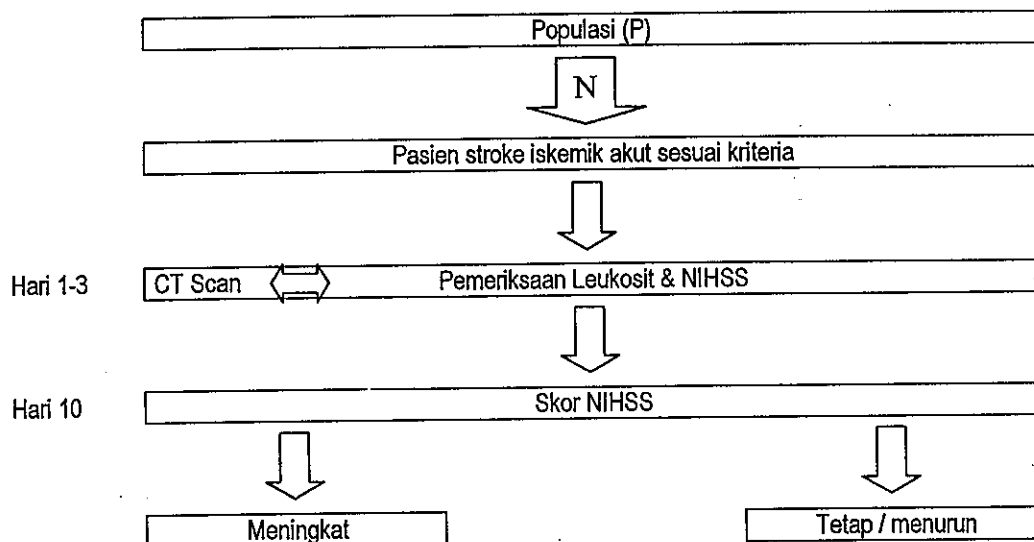 Populasi (P)
N
Pasien stroke iskemik akut sesuai kriteria
Hari 1-3
CT Scan
Pemeriksaan Leukosit & NIHSS
Hari 10
Skor NIHSS
Meningkat
Tetap / menurun